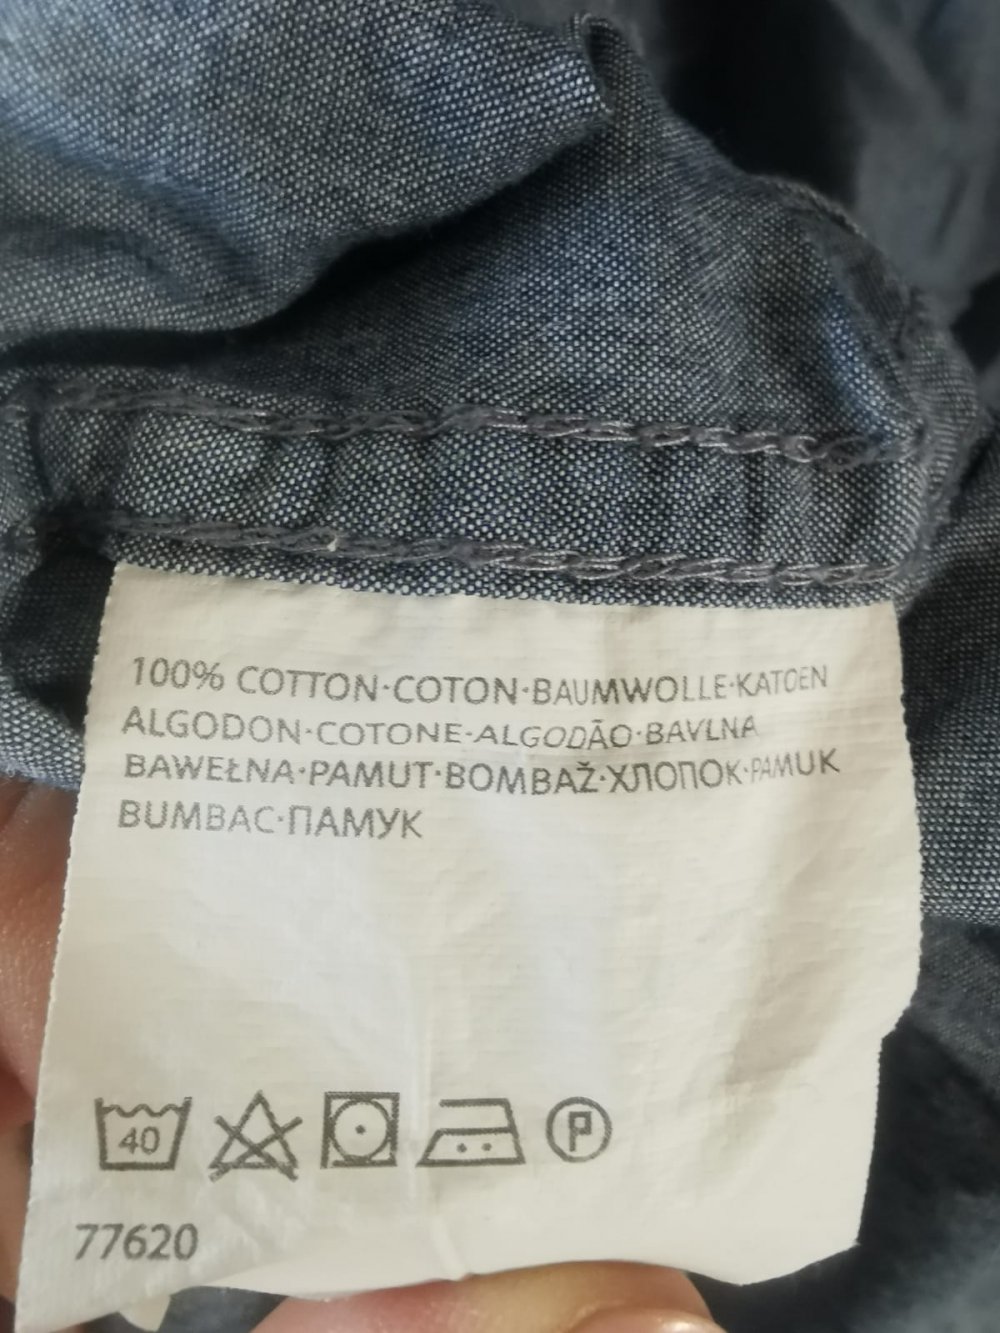 100% COTTON·COTON·BAUMWOLLE·KATOEN
ALGODON·COTONE·ALGODÃO·BAVLNA
BAWEŁNA·PAMUT·BOMBAŽ·ХЛОПОК·PAMUK
BUMBAC·ПАМУК
40 P
77620